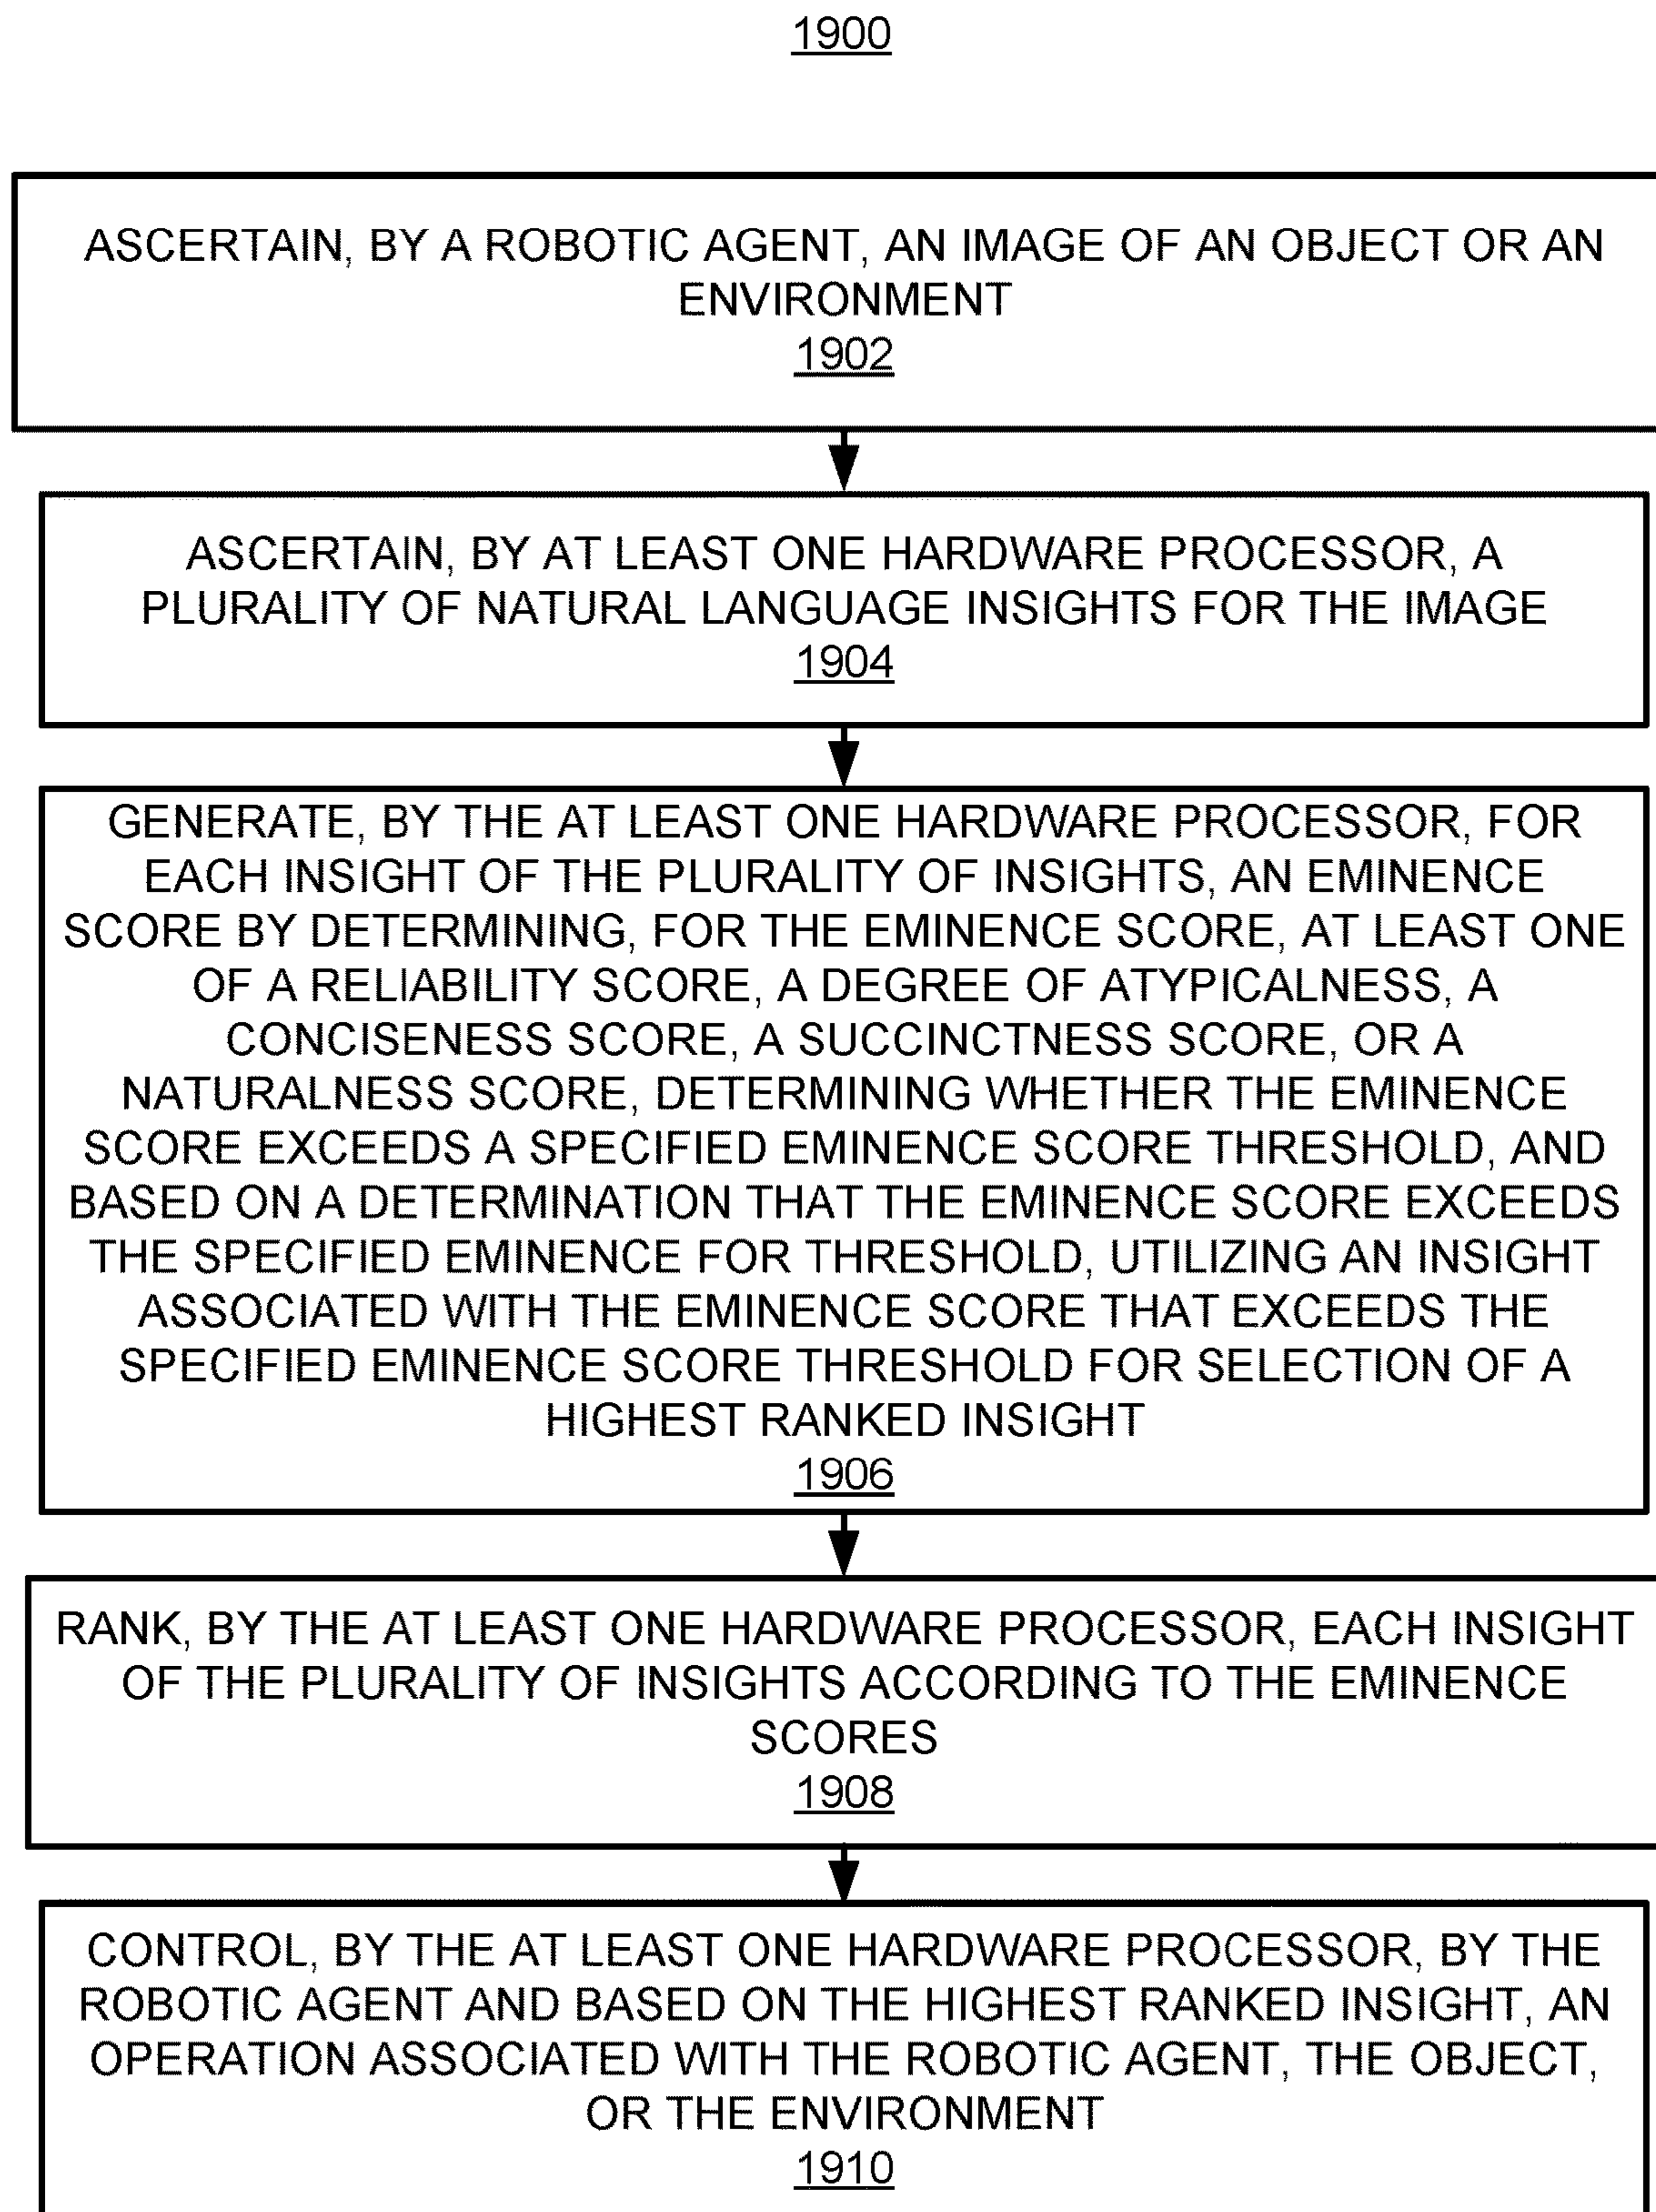 1900
ASCERTAIN, BY A ROBOTIC AGENT, AN IMAGE OF AN OBJECT OR AN
ENVIRONMENT
1902
ASCERTAIN, BY AT LEAST ONE HARDWARE PROCESSOR, A
PLURALITY OF NATURAL LANGUAGE INSIGHTS FOR THE IMAGE
1904
GENERATE, BY THE AT LEAST ONE HARDWARE PROCESSOR, FOR
EACH INSIGHT OF THE PLURALITY OF INSIGHTS, AN EMINENCE
SCORE BY DETERMINING, FOR THE EMINENCE SCORE, AT LEAST ONE
OF A RELIABILITY SCORE, A DEGREE OF ATYPICALNESS, A
CONCISENESS SCORE, A SUCCINCTNESS SCORE, OR A
NATURALNESS SCORE, DETERMINING WHETHER THE EMINENCE
SCORE EXCEEDS A SPECIFIED EMINENCE SCORE THRESHOLD, AND
BASED ON A DETERMINATION THAT THE EMINENCE SCORE EXCEEDS
THE SPECIFIED EMINENCE FOR THRESHOLD, UTILIZING AN INSIGHT
ASSOCIATED WITH THE EMINENCE SCORE THAT EXCEEDS THE
SPECIFIED EMINENCE SCORE THRESHOLD FOR SELECTION OF A
HIGHEST RANKED INSIGHT
1906
RANK, BY THE AT LEAST ONE HARDWARE PROCESSOR, EACH INSIGHT
OF THE PLURALITY OF INSIGHTS ACCORDING TO THE EMINENCE
SCORES
1908
CONTROL, BY THE AT LEAST ONE HARDWARE PROCESSOR, BY THE
ROBOTIC AGENT AND BASED ON THE HIGHEST RANKED INSIGHT, AN
OPERATION ASSOCIATED WITH THE ROBOTIC AGENT, THE OBJECT,
OR THE ENVIRONMENT
1910